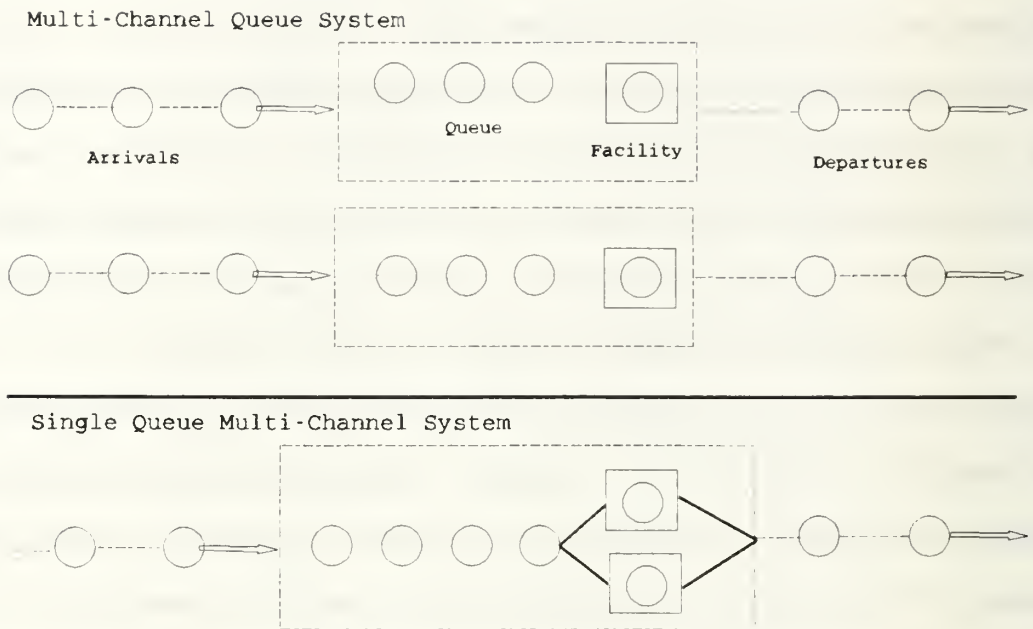 Multi-Channel Queue System
Queue
Arrivals
Facility
Departures
Single Queue Multi-Channel System